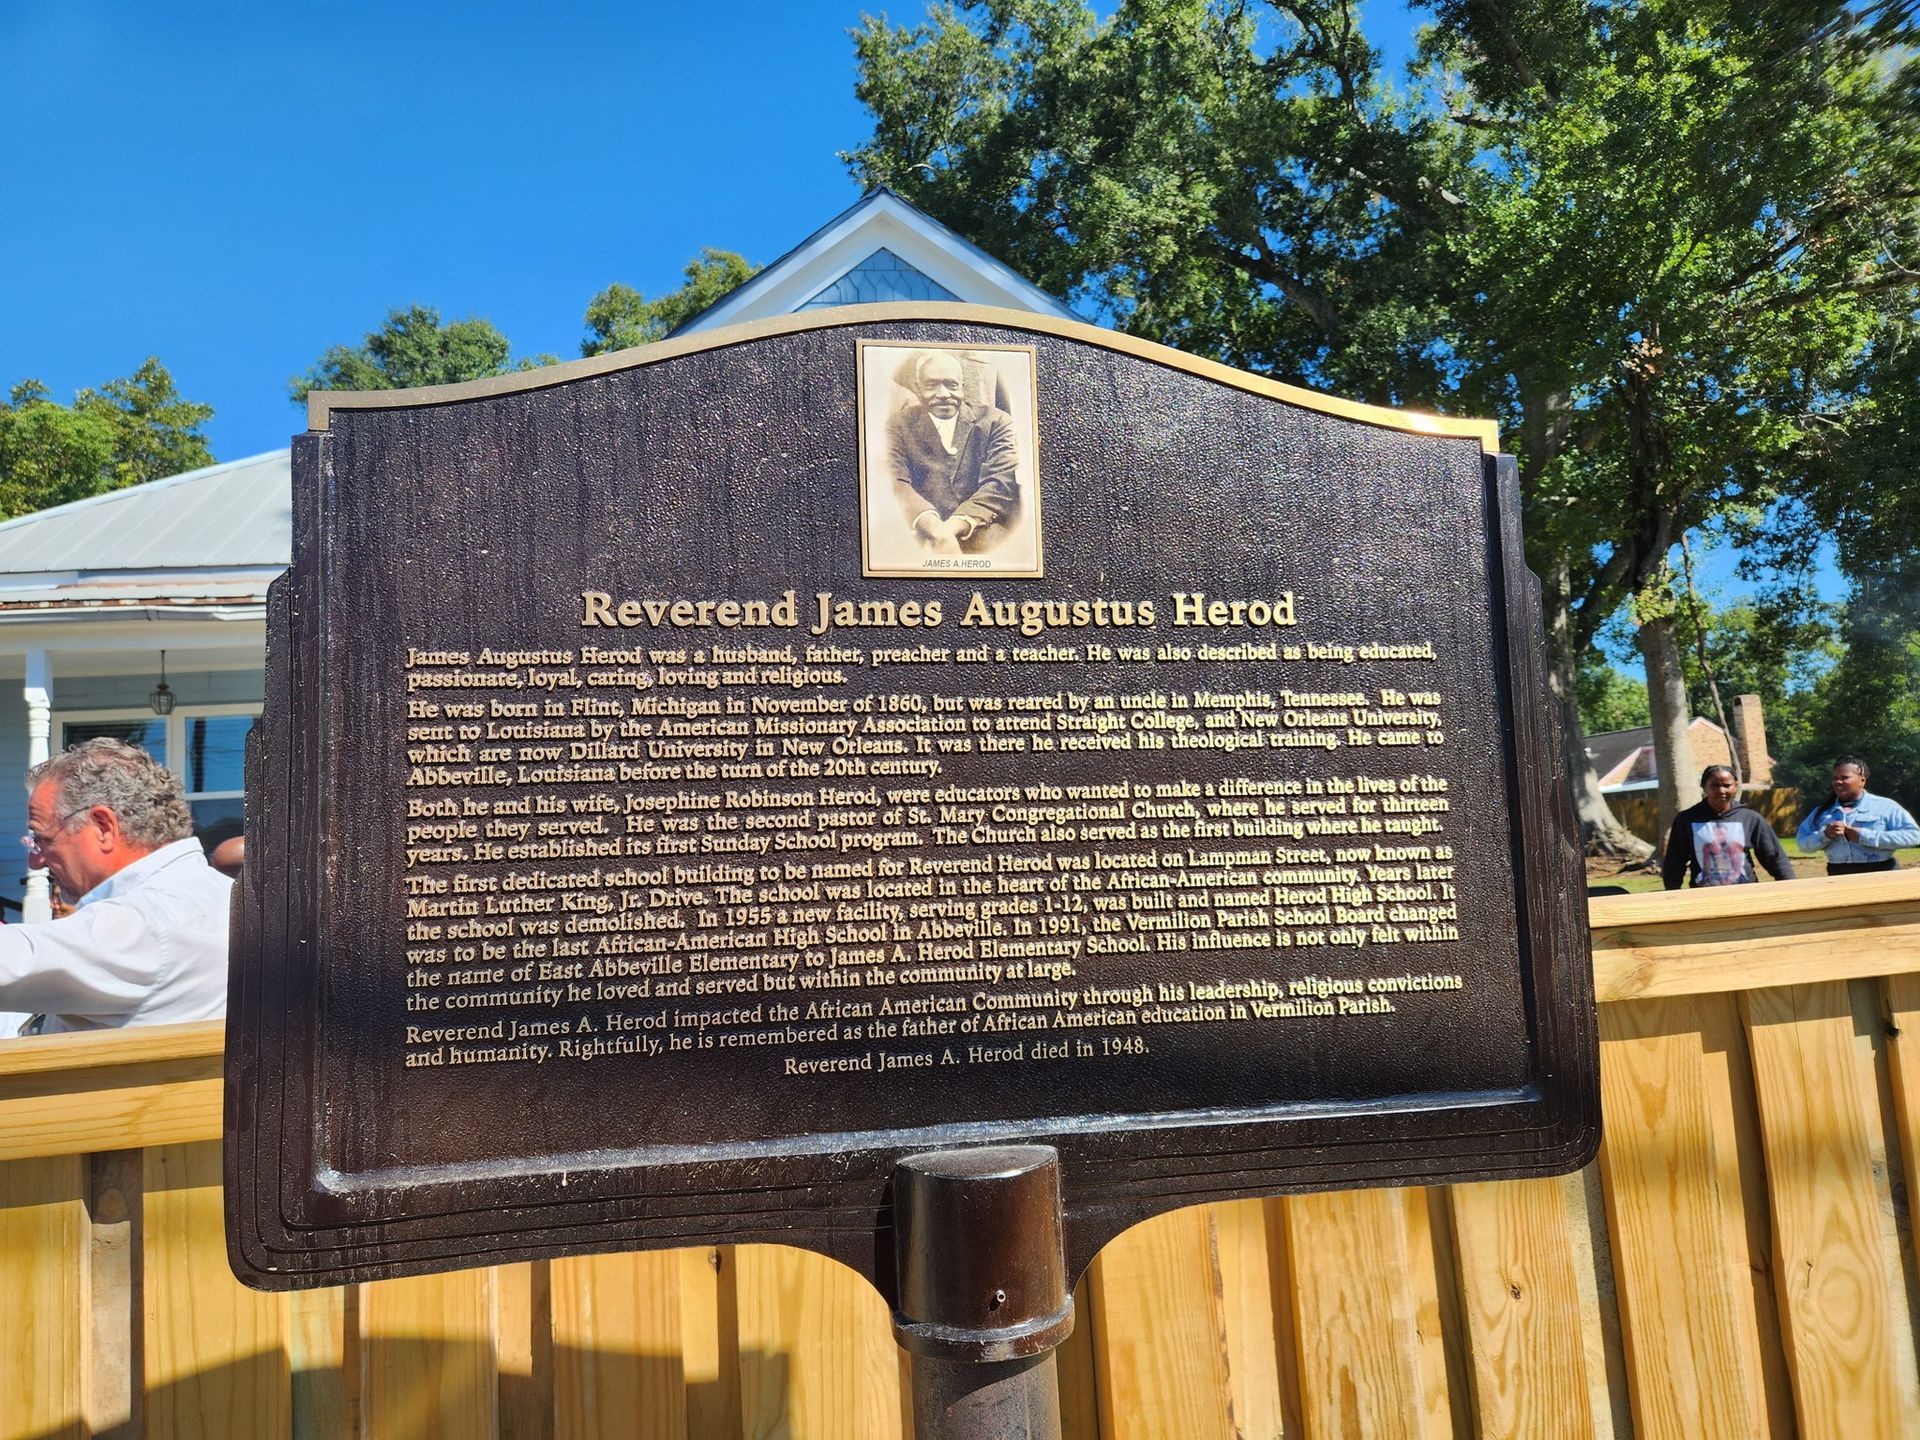 JAMES A.HEROD
Reverend James Augustus Herod
James Augustus Herod was a husband, father, preacher and a teacher. He was also described as being educated,
passionate, loyal, caring, loving and religious.
He was born in Flint, Michigan in November of 1860, but was reared by an uncle in Memphis, Tennessee. He was
sent to Louisiana by the American Missionary Association to attend Straight College, and New Orleans University,
which are now Dillard University in New Orleans. It was there he received his theological training. He came to
Abbeville, Louisiana before the turn of the 20th century.
Both he and his wife, Josephine Robinson Herod, were educators who wanted to make a difference in the lives of the
people they served. He was the second pastor of St. Mary Congregational Church, where he served for thirteen
years. He established its first Sunday School program. The Church also served as the first building where he taught.
The first dedicated school building to be named for Reverend Herod was located on Lampman Street, now known as
Martin Luther King, Jr. Drive. The school was located in the heart of the African-American community. Years later
the school was demolished. In 1955 a new facility, serving grades 1-12, was built and named Herod High School. It
was to be the last African-American High School in Abbeville. In 1991, the Vermilion Parish School Board changed
the name of East Abbeville Elementary to James A. Herod Elementary School. His influence is not only felt within
the community he loved and served but within the community at large.
Reverend James A. Herod impacted the African American Community through his leadership, religious convictions
and humanity. Rightfully, he is remembered as the father of African American education in Vermilion Parish.
Reverend James A. Herod died in 1948.